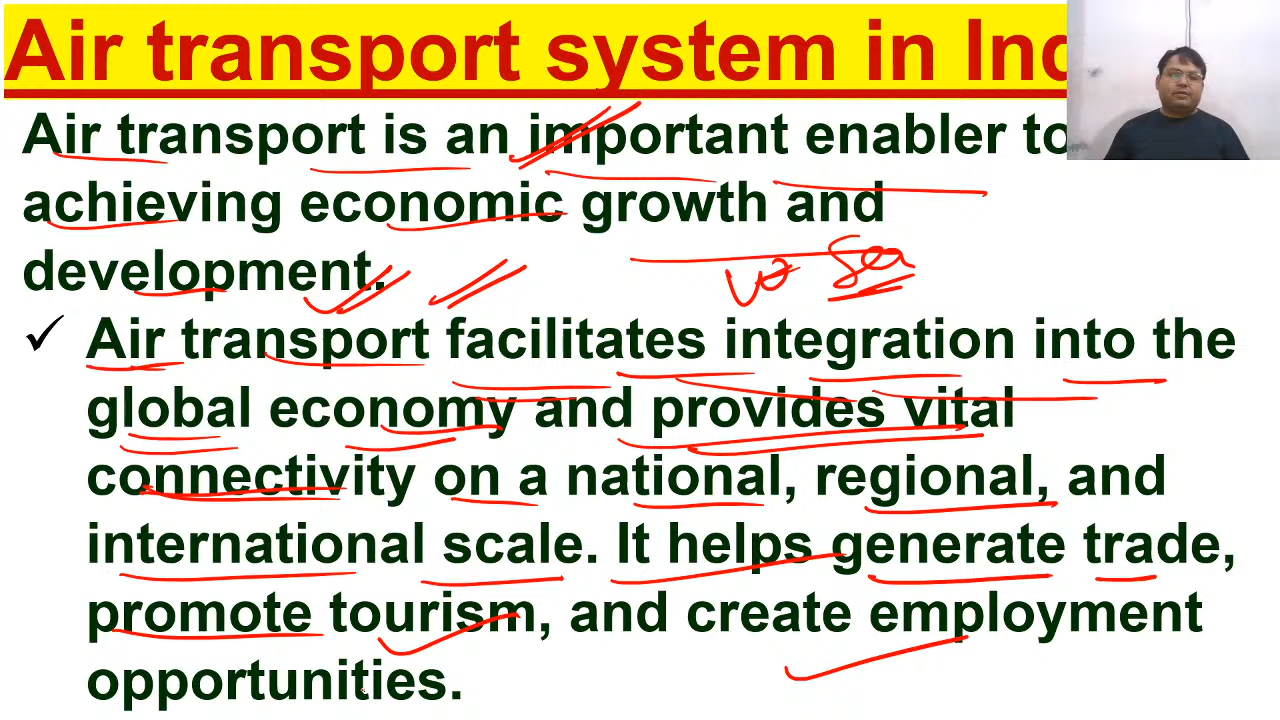 Air transport system in Ind
Air transport is an important enabler to
achieving economic growth and
development.
✓ Air transport facilitates integration into the
global economy and provides vital
connectivity on a national, regional, and
international scale. It helps generate trade,
promote tourism, and create employment
opportunities.